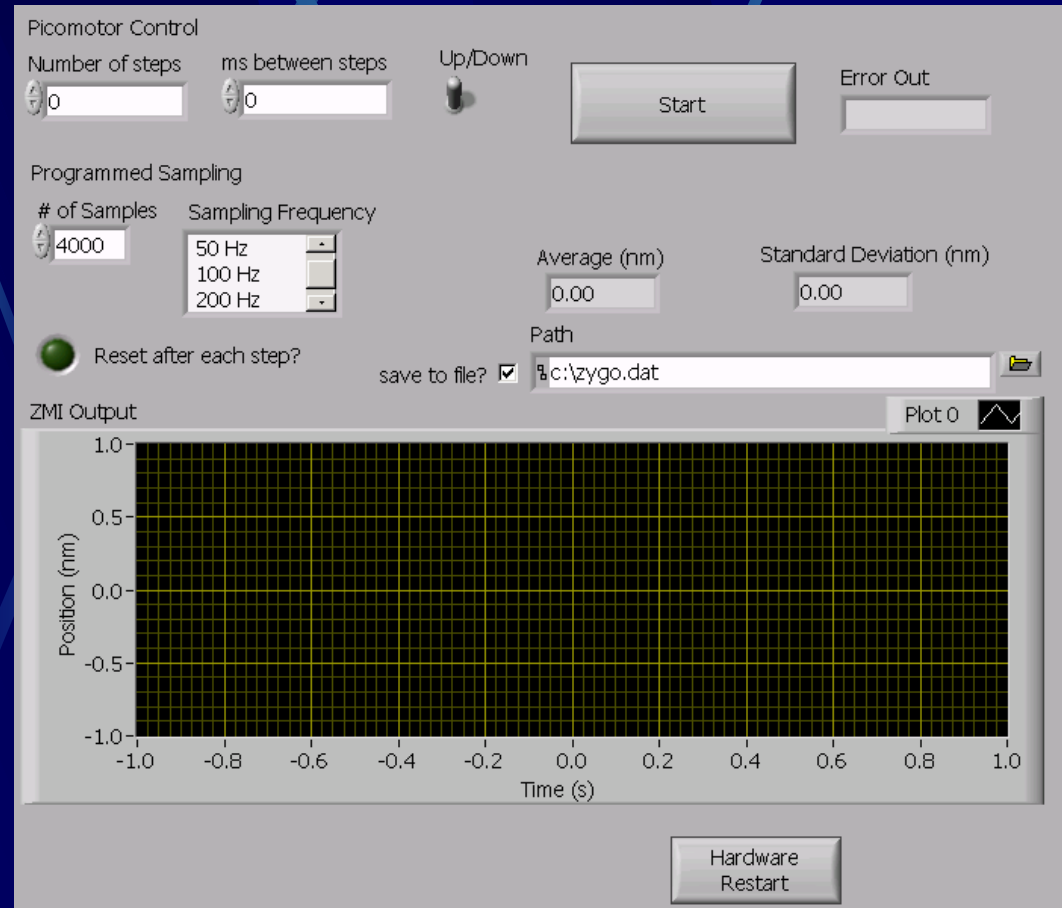 Picomotor Control
Number of steps
ms between steps
Up/Down
0
0
Start
Error Out
Programmed Sampling
# of Samples
Sampling Frequency
4000
50 Hz
100 Hz
200 Hz
Average (nm)
Standard Deviation (nm)
0.00
0.00
Reset after each step?
save to file?
Path
c:\zygo.dat
ZMI Output
Plot 0
1.0
0.5
0.0
-0.5
-1.0
Position (nm)
-1.0 -0.8 -0.6 -0.4 -0.2 0.0 0.2 0.4 0.6 0.8 1.0
Time (s)
Hardware
Restart